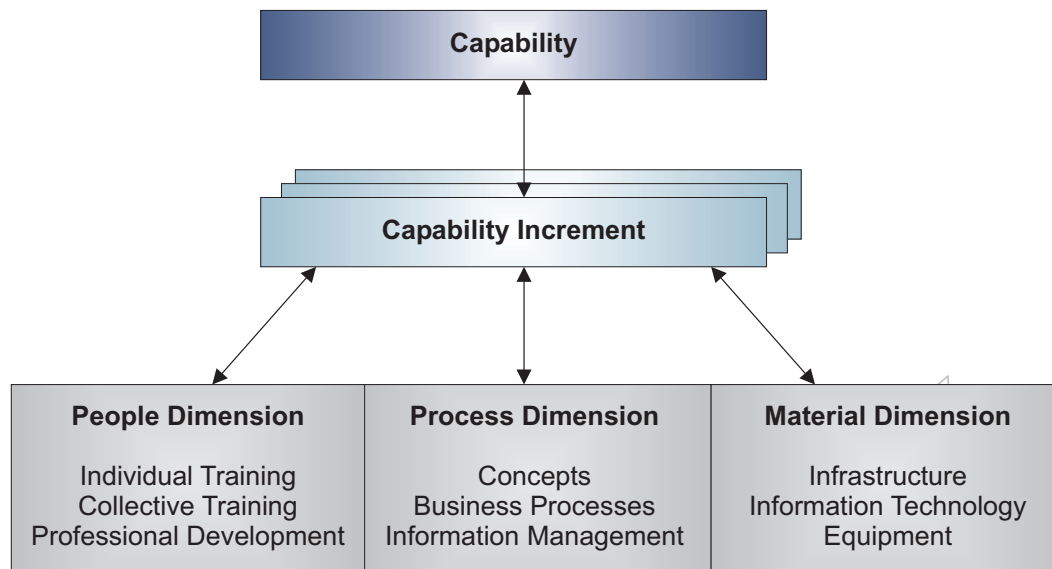 Capability
Capability Increment
People Dimension
Individual Training
Collective Training
Professional Development
Process Dimension
Concepts
Business Processes
Information Management
Material Dimension
Infrastructure
Information Technology
Equipment